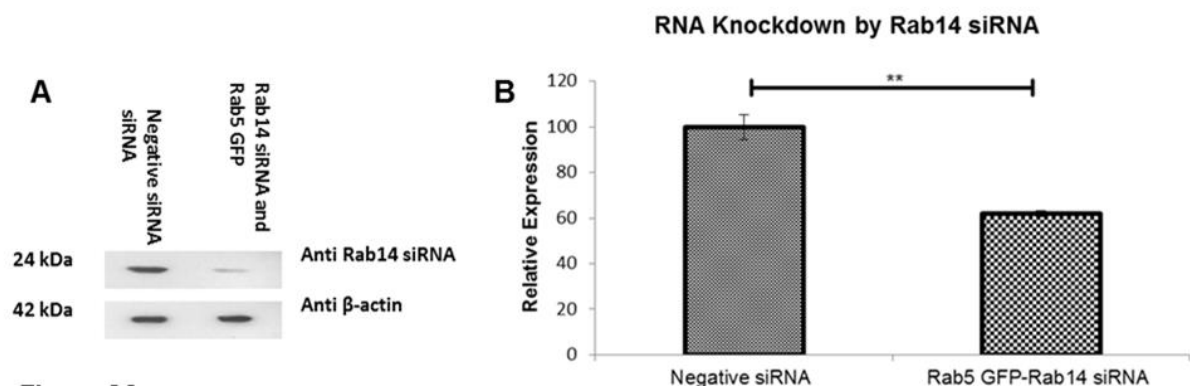 RNA Knockdown by Rab14 siRNA
A
Negative siRNA
siRNA
Rab14 siRNA and
Rab5 GFP
24 kDa
Anti Rab14 siRNA
42 kDa
Anti β-actin
B
**
Relative Expression
120
100
80
60
40
20
0
Negative siRNA
Rab5 GFP-Rab14 siRNA